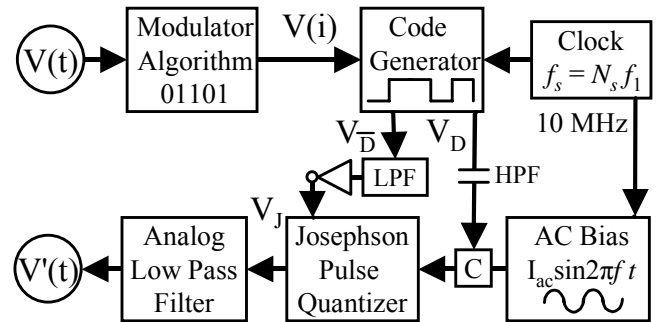 V(t)
Modulator
Algorithm
01101
V(i)
Code
Generator
Clock
f_s = N_s f_1
10 MHz
V_D̅
V_D
LPF
HPF
V'(t)
Analog
Low Pass
Filter
V_J
Josephson
Pulse
Quantizer
C
AC Bias
I_ac sin2πf t